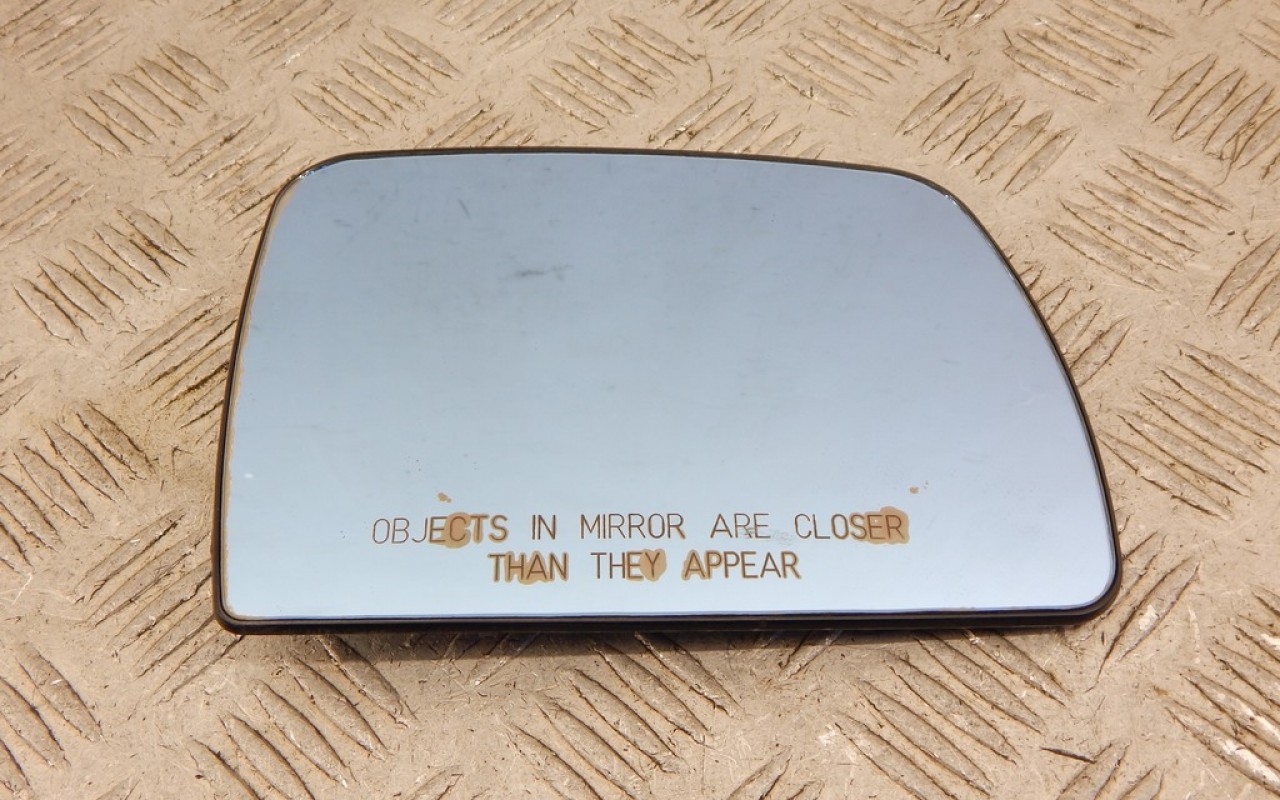 OBJECTS IN MIRROR ARE CLOSER
THAN THEY APPEAR